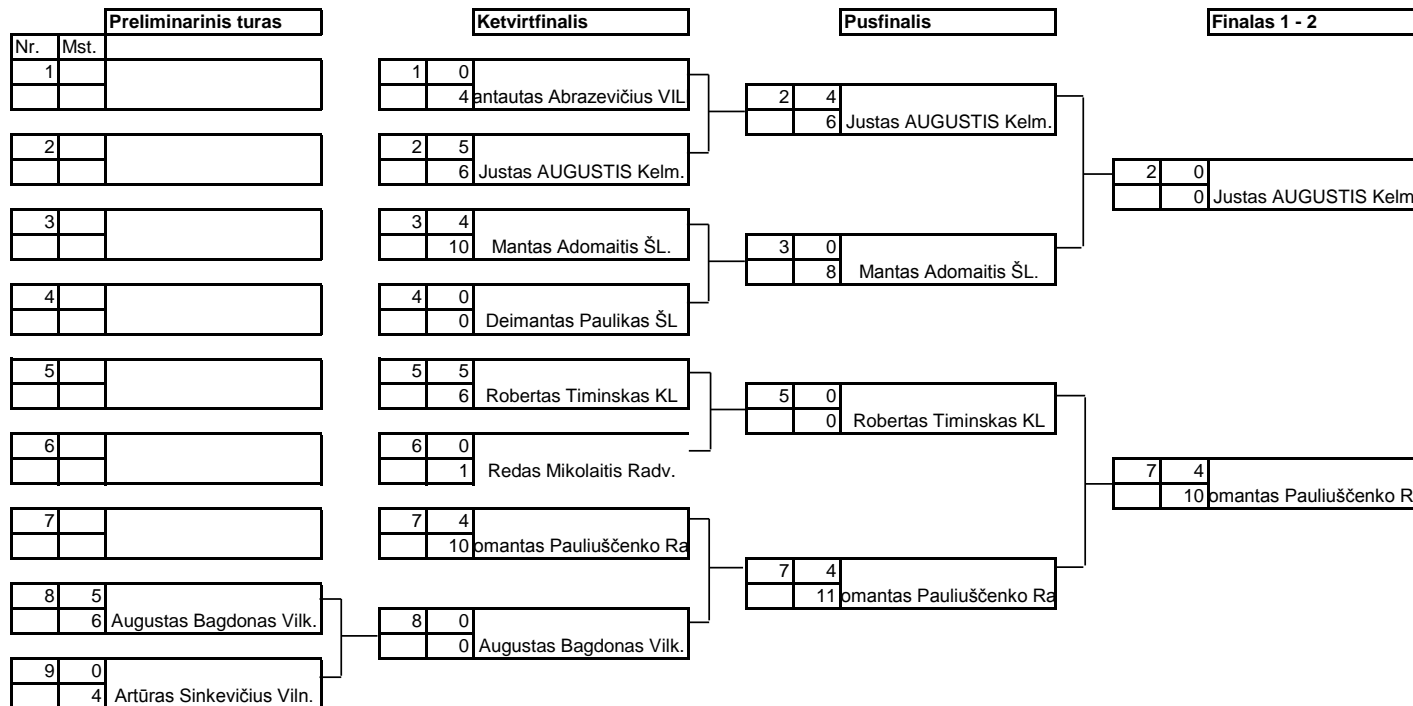 Preliminarinis turas Ketvirtfinalis Pusfinalis Finalas 1 - 2
Nr. Mst.
1 1 0
4 antautas Abrazevičius VIL 2 4
6 Justas AUGUSTIS Kelm.
2 2 5
6 Justas AUGUSTIS Kelm. 2 0
0 Justas AUGUSTIS Kelm
3 3 4
10 Mantas Adomaitis ŠL. 3 0
8 Mantas Adomaitis ŠL.
4 4 0
0 Deimantas Paulikas ŠL
5 5 5
6 Robertas Timinskas KL 5 0
0 Robertas Timinskas KL
6 6 0
1 Redas Mikolaitis Radv. 7 4
10 omantas Pauliuščenko R
7 7 4
10 omantas Pauliuščenko Ra
7 4
11 omantas Pauliuščenko Ra
8 5
6 Augustas Bagdonas Vilk. 8 0
0 Augustas Bagdonas Vilk.
9 0
4 Artūras Sinkevičius Viln.